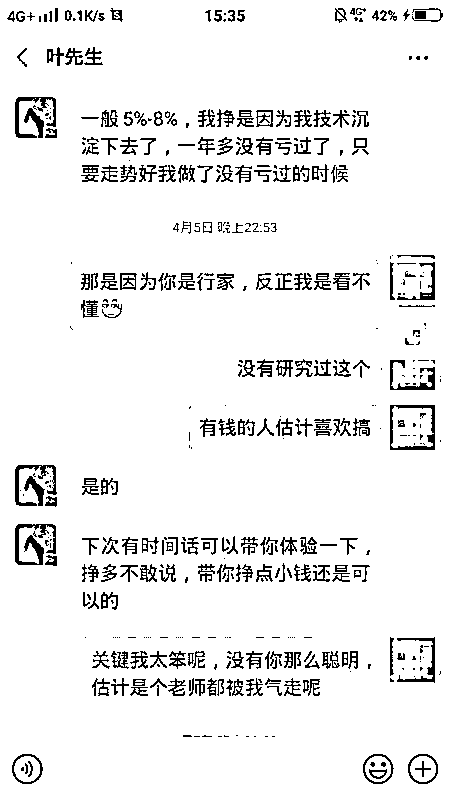 4G+ 0.1K/s 15:35 4G+ 42%
叶先生
一般 5%-8%，我挣是因为我技术沉
淀下去了，一年多没有亏过了，只
要走势好我做了没有亏过的时候
4月5日 晚上22:53
那是因为你是行家，反正我是看不
懂
没有研究过这个
有钱的人估计喜欢搞
是的
下次有时间话可以带你体验一下，
挣多不敢说，带你挣点小钱还是可
以的
关键我太笨呢，没有你那么聪明，
估计是个老师都被我气走呢